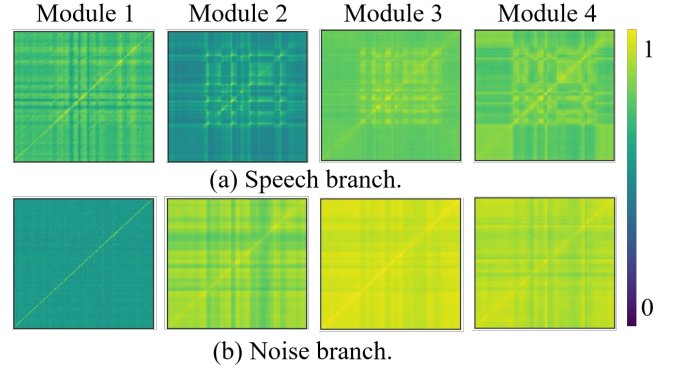 Module 1 Module 2 Module 3 Module 4
1
(a) Speech branch.
0
(b) Noise branch.